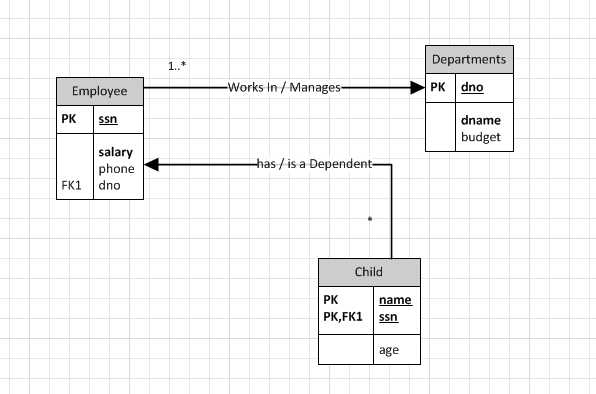 1..*
Employee
PK ssn
salary
phone
FK1 dno
Works In / Manages
Departments
PK dno
dname
budget
has / is a Dependent
*
Child
PK name
PK,FK1 ssn
age